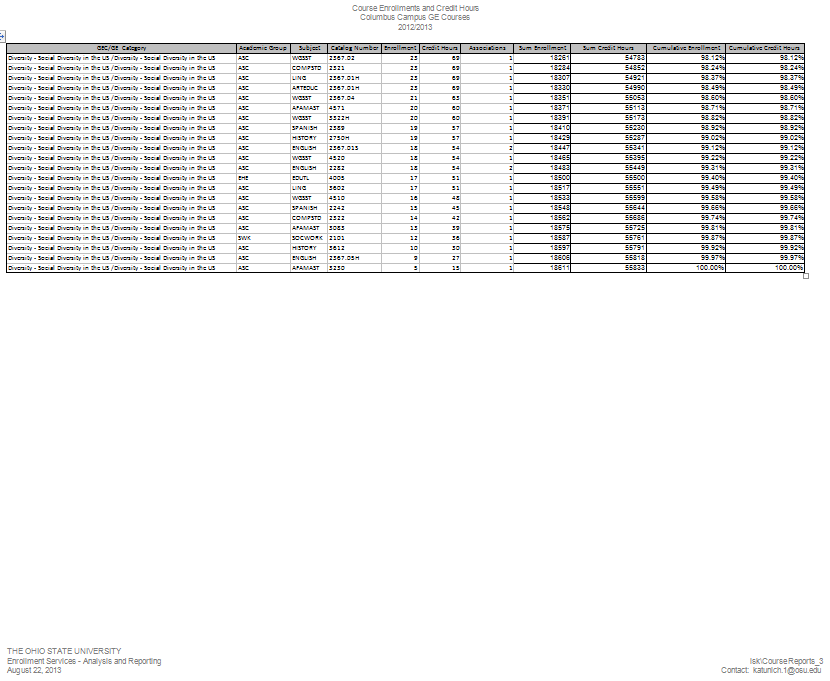 Course Enrollments and Credit Hours
Columbus Campus GE Courses
2012/2013
GEC/GE Category Academic Group Subject Catalog Number Enrollment Credit Hours Associations Sum Enrollment Sum Credit Hours Cumulative Enrollment Cumulative Credit Hours
Diversity - Social Diversity in the US /Diversity - Social Diversity in the US ASC WGSST 2367.02 23 69 1 18261 54783 98.12% 98.12%
Diversity - Social Diversity in the US /Diversity - Social Diversity in the US ASC COMPSTD 2321 23 69 1 18284 54852 98.24% 98.24%
Diversity - Social Diversity in the US /Diversity - Social Diversity in the US ASC LING 2367.01H 23 69 1 18307 54921 98.37% 98.37%
Diversity - Social Diversity in the US /Diversity - Social Diversity in the US ASC ARTEDUC 2367.01H 23 69 1 18330 54990 98.49% 98.49%
Diversity - Social Diversity in the US /Diversity - Social Diversity in the US ASC WGSST 2367.04 21 63 1 18351 55053 98.60% 98.60%
Diversity - Social Diversity in the US /Diversity - Social Diversity in the US ASC AFAMAST 4571 20 60 1 18371 55113 98.71% 98.71%
Diversity - Social Diversity in the US /Diversity - Social Diversity in the US ASC WGSST 3322H 20 60 1 18391 55173 98.82% 98.82%
Diversity - Social Diversity in the US /Diversity - Social Diversity in the US ASC SPANISH 2389 19 57 1 18410 55230 98.92% 98.92%
Diversity - Social Diversity in the US /Diversity - Social Diversity in the US ASC HISTORY 2750H 19 57 1 18429 55287 99.02% 99.02%
Diversity - Social Diversity in the US /Diversity - Social Diversity in the US ASC ENGLISH 2367.01S 18 54 2 18447 55341 99.12% 99.12%
Diversity - Social Diversity in the US /Diversity - Social Diversity in the US ASC WGSST 4520 18 54 1 18465 55395 99.22% 99.22%
Diversity - Social Diversity in the US /Diversity - Social Diversity in the US ASC ENGLISH 2282 18 54 2 18483 55449 99.31% 99.31%
Diversity - Social Diversity in the US /Diversity - Social Diversity in the US EHE EDUTL 4005 17 51 1 18500 55500 99.40% 99.40%
Diversity - Social Diversity in the US /Diversity - Social Diversity in the US ASC LING 3602 17 51 1 18517 55551 99.49% 99.49%
Diversity - Social Diversity in the US /Diversity - Social Diversity in the US ASC WGSST 4510 16 48 1 18533 55599 99.58% 99.58%
Diversity - Social Diversity in the US /Diversity - Social Diversity in the US ASC SPANISH 2242 15 45 1 18548 55644 99.66% 99.66%
Diversity - Social Diversity in the US /Diversity - Social Diversity in the US ASC COMPSTD 2322 14 42 1 18562 55686 99.74% 99.74%
Diversity - Social Diversity in the US /Diversity - Social Diversity in the US ASC AFAMAST 3083 13 39 1 18575 55725 99.81% 99.81%
Diversity - Social Diversity in the US /Diversity - Social Diversity in the US SWK SOCWORK 2101 12 36 1 18587 55761 99.87% 99.87%
Diversity - Social Diversity in the US /Diversity - Social Diversity in the US ASC HISTORY 3612 10 30 1 18597 55791 99.92% 99.92%
Diversity - Social Diversity in the US /Diversity - Social Diversity in the US ASC ENGLISH 2367.05H 9 27 1 18606 55818 99.97% 99.97%
Diversity - Social Diversity in the US /Diversity - Social Diversity in the US ASC AFAMAST 3230 5 15 1 18611 55833 100.00% 100.00%
THE OHIO STATE UNIVERSITY
Enrollment Services - Analysis and Reporting
August 22, 2013
lsk\Course Reports_3
Contact: katunich.1@osu.edu